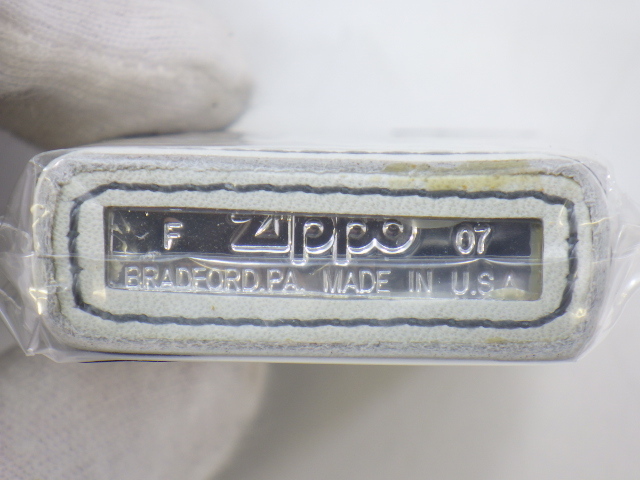 F Zippo 07
BRADFORD,PA. MADE IN U.S.A